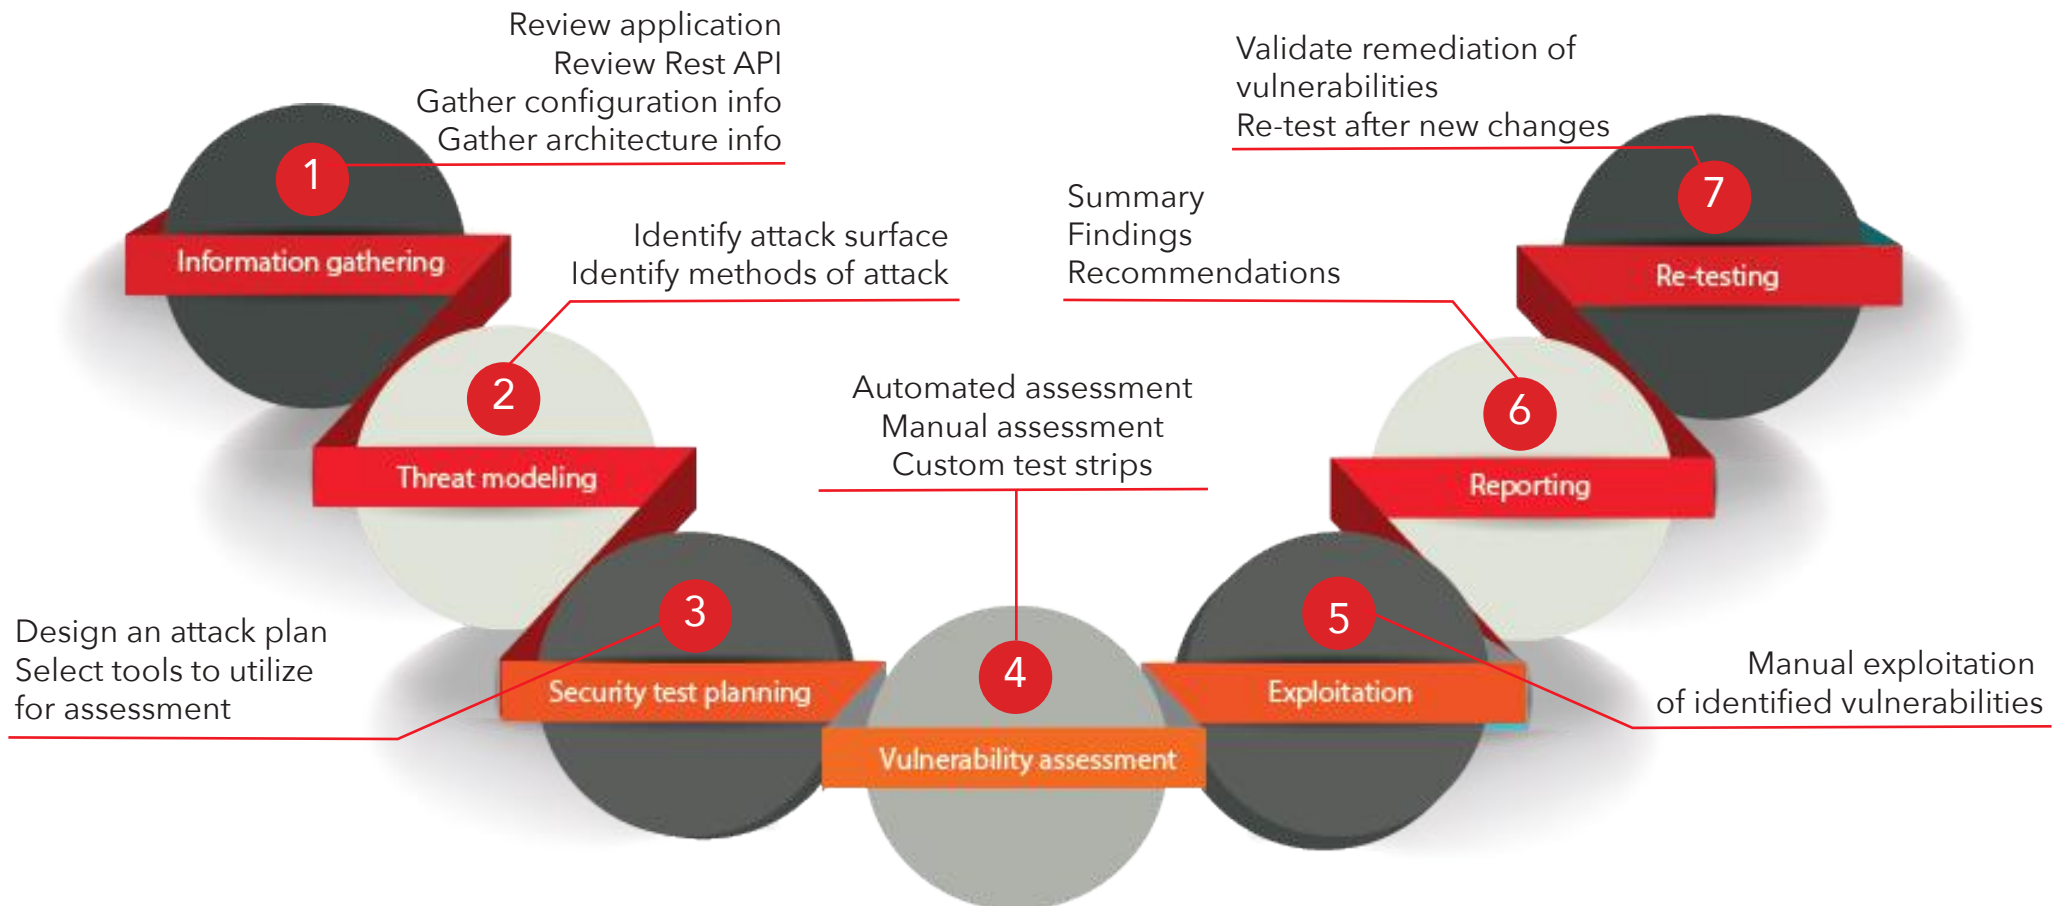 Review application
Review Rest API
Gather configuration info
Gather architecture info
1
Information gathering
Identify attack surface
Identify methods of attack
2
Threat modeling
Design an attack plan
Select tools to utilize
for assessment
3
Security test planning
Automated assessment
Manual assessment
Custom test strips
4
Vulnerability assessment
5
Exploitation
Manual exploitation
of identified vulnerabilities
Summary
Findings
Recommendations
6
Reporting
Validate remediation of
vulnerabilities
Re-test after new changes
7
Re-testing